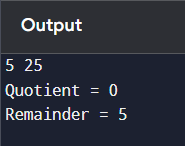 Output
5 25
Quotient = 0
Remainder = 5